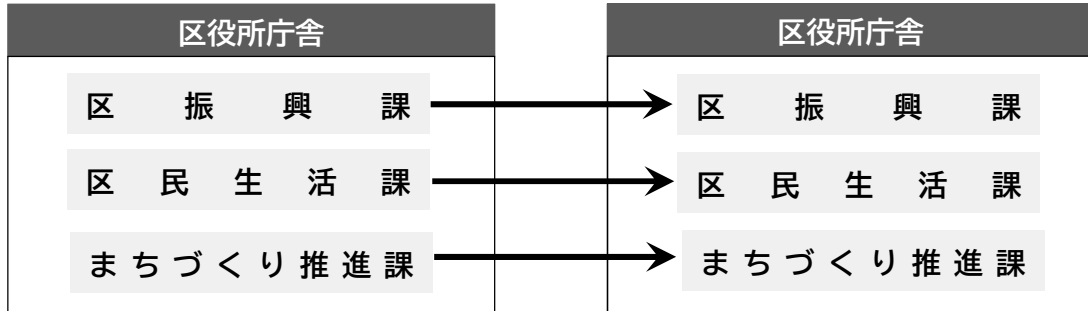 区役所庁舎
区振興課
区民生活課
まちづくり推進課
区役所庁舎
区振興課
区民生活課
まちづくり推進課